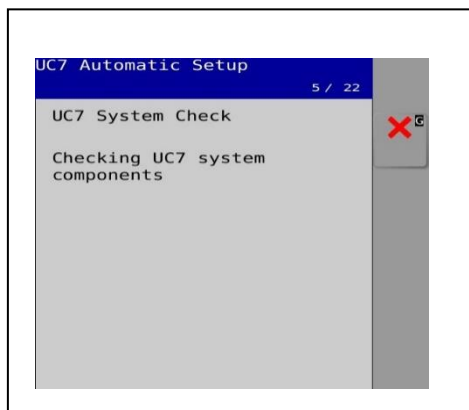 UC7 Automatic Setup
5 / 22
UC7 System Check
G
Checking UC7 system
components